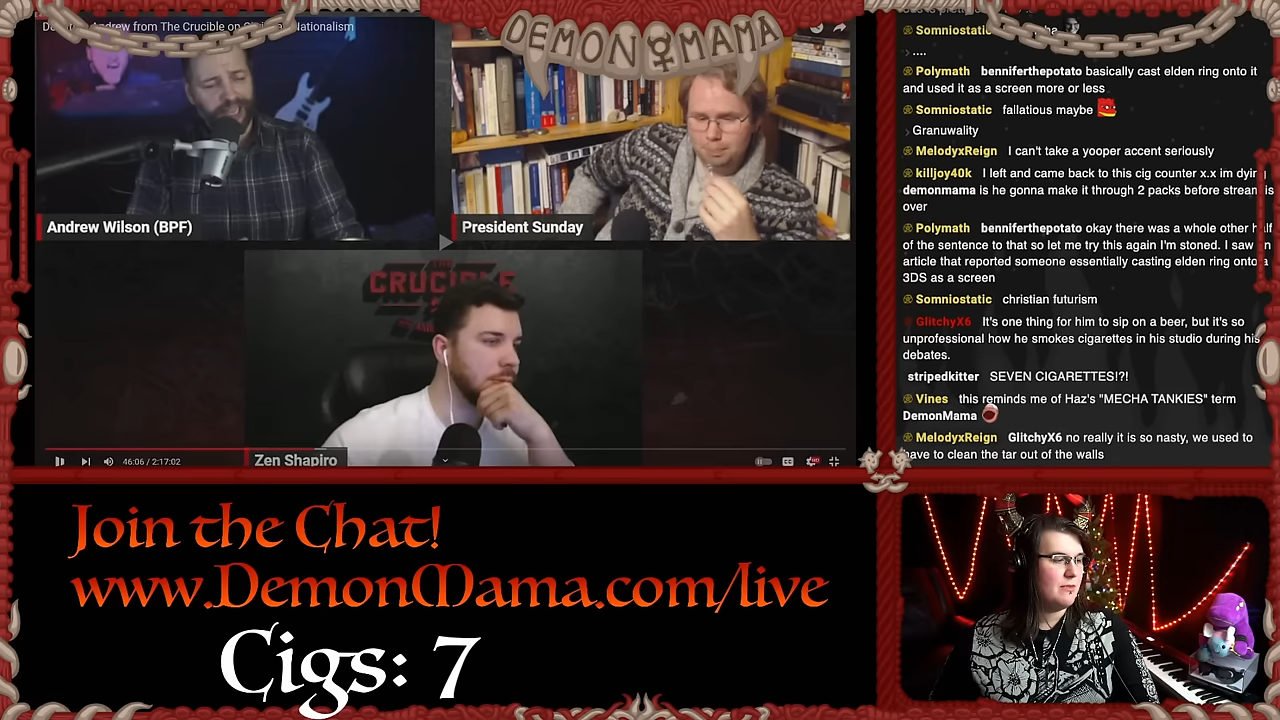 Andrew from The Crucible on
Nationalism
DEMON MAMA
Andrew Wilson (BPF)
President Sunday
THE
CRUCIBLE
Zen Shapiro
46:06 / 2:17:02
HD
Somniostatic
....
Polymath benniferthepotato basically cast elden ring onto it
and used it as a screen more or less
Somniostatic fallatious maybe
Granuwality
MelodyxReign I can't take a yooper accent seriously
killjoy40k I left and came back to this cig counter x.x im dying
demonmama is he gonna make it through 2 packs before stream is
over
Polymath benniferthepotato okay there was a whole other half
of the sentence to that so let me try this again I'm stoned. I saw an
article that reported someone essentially casting elden ring onto a
3DS as a screen
Somniostatic christian futurism
GlitchyX6 It's one thing for him to sip on a beer, but it's so
unprofessional how he smokes cigarettes in his studio during his
debates.
stripedkitter SEVEN CIGARETTES!?!
Vines this reminds me of Haz's "MECHA TANKIES" term
DemonMama
MelodyxReign GlitchyX6 no really it is so nasty, we used to
have to clean the tar out of the walls
Join the Chat!
www.DemonMama.com/live
Cigs: 7